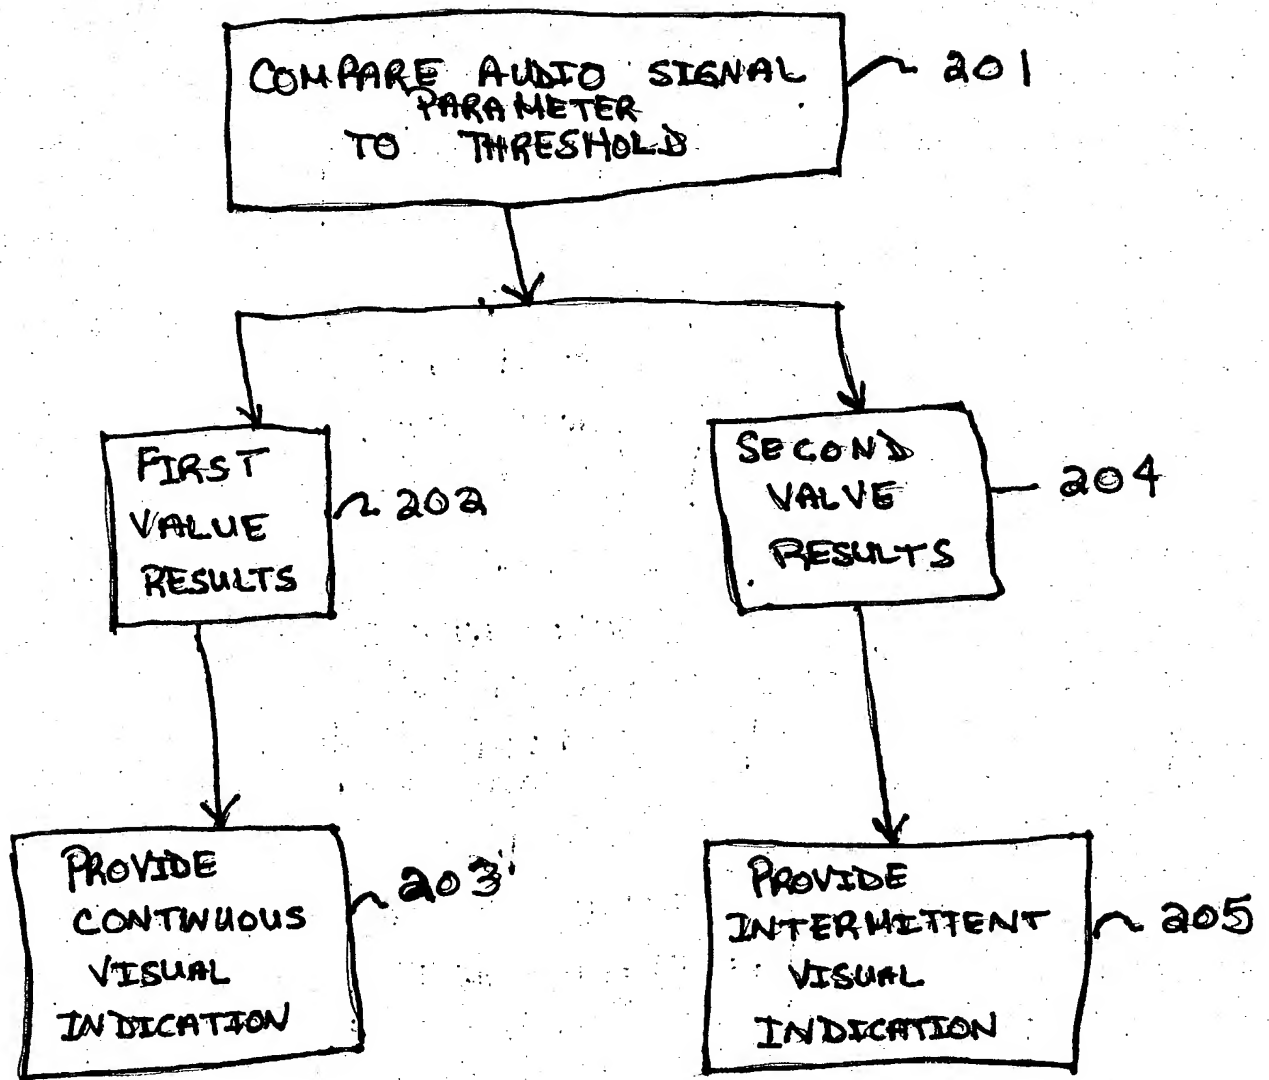 COMPARE AUDIO SIGNAL
PARAMETER
TO THRESHOLD
201
FIRST
VALUE
RESULTS
202
SECOND
VALVE
RESULTS
204
PROVIDE
CONTINUOUS
VISUAL
INDICATION
203
PROVIDE
INTERMITTENT
VISUAL
INDICATION
205